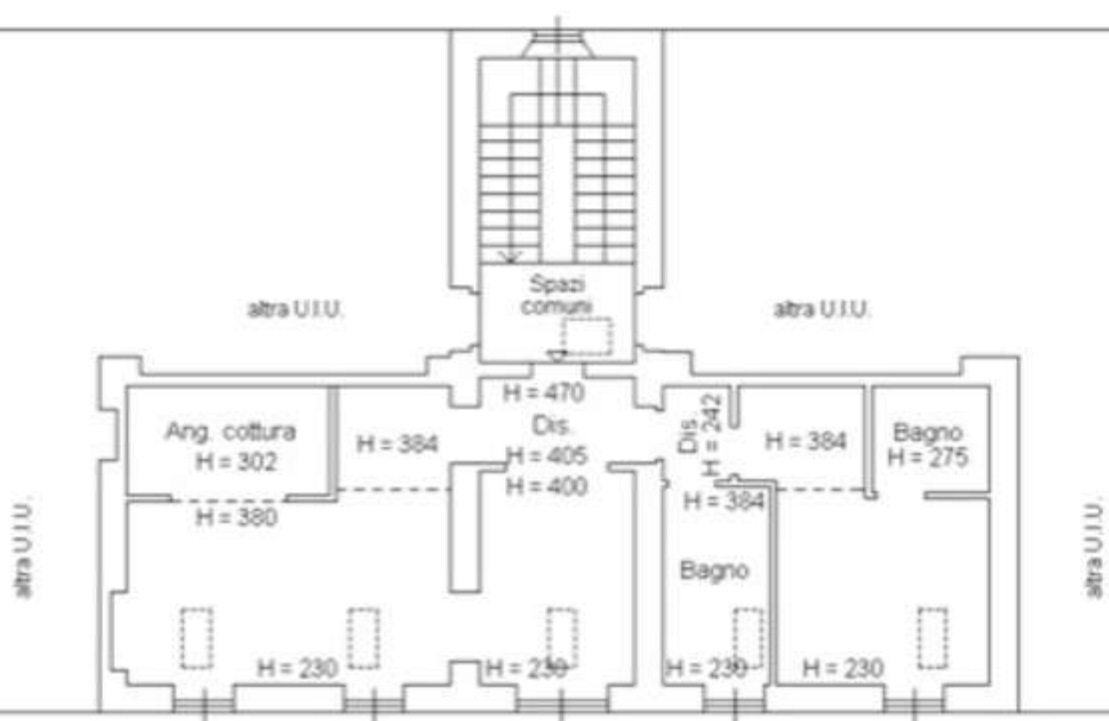 Spazi
comuni
altra U.I.U.
altra U.I.U.
H = 470
Ang. cottura
H = 302
H = 384
Dis.
H = 405
H = 400
Dis.
H = 242
H = 384
Bagno
H = 275
H = 380
H = 384
altra U.I.U.
altra U.I.U.
Bagno
H = 230
H = 230
H = 230
H = 230